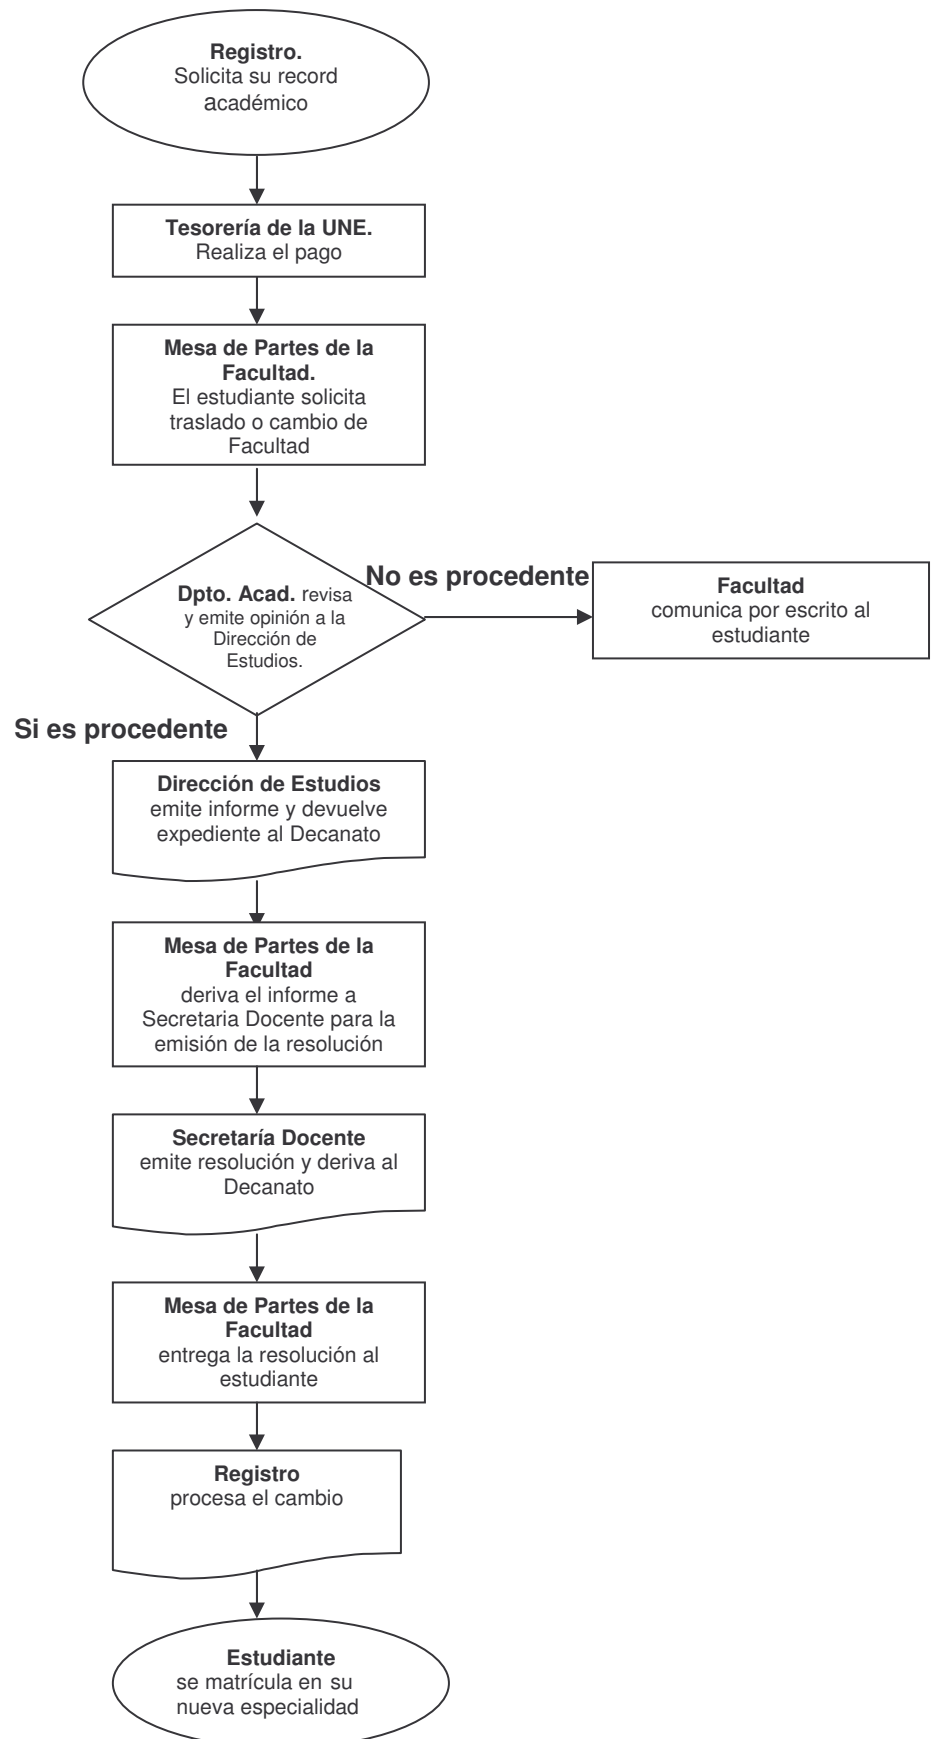 Registro.
Solicita su record
académico
Tesorería de la UNE.
Realiza el pago
Mesa de Partes de la
Facultad.
El estudiante solicita
traslado o cambio de
Facultad
Dpto. Acad. revisa
y emite opinión a la
Dirección de
Estudios.
No es procedente
Facultad
comunica por escrito al
estudiante
Si es procedente
Dirección de Estudios
emite informe y devuelve
expediente al Decanato
Mesa de Partes de la
Facultad
deriva el informe a
Secretaria Docente para la
emisión de la resolución
Secretaría Docente
emite resolución y deriva al
Decanato
Mesa de Partes de la
Facultad
entrega la resolución al
estudiante
Registro
procesa el cambio
Estudiante
se matrícula en su
nueva especialidad